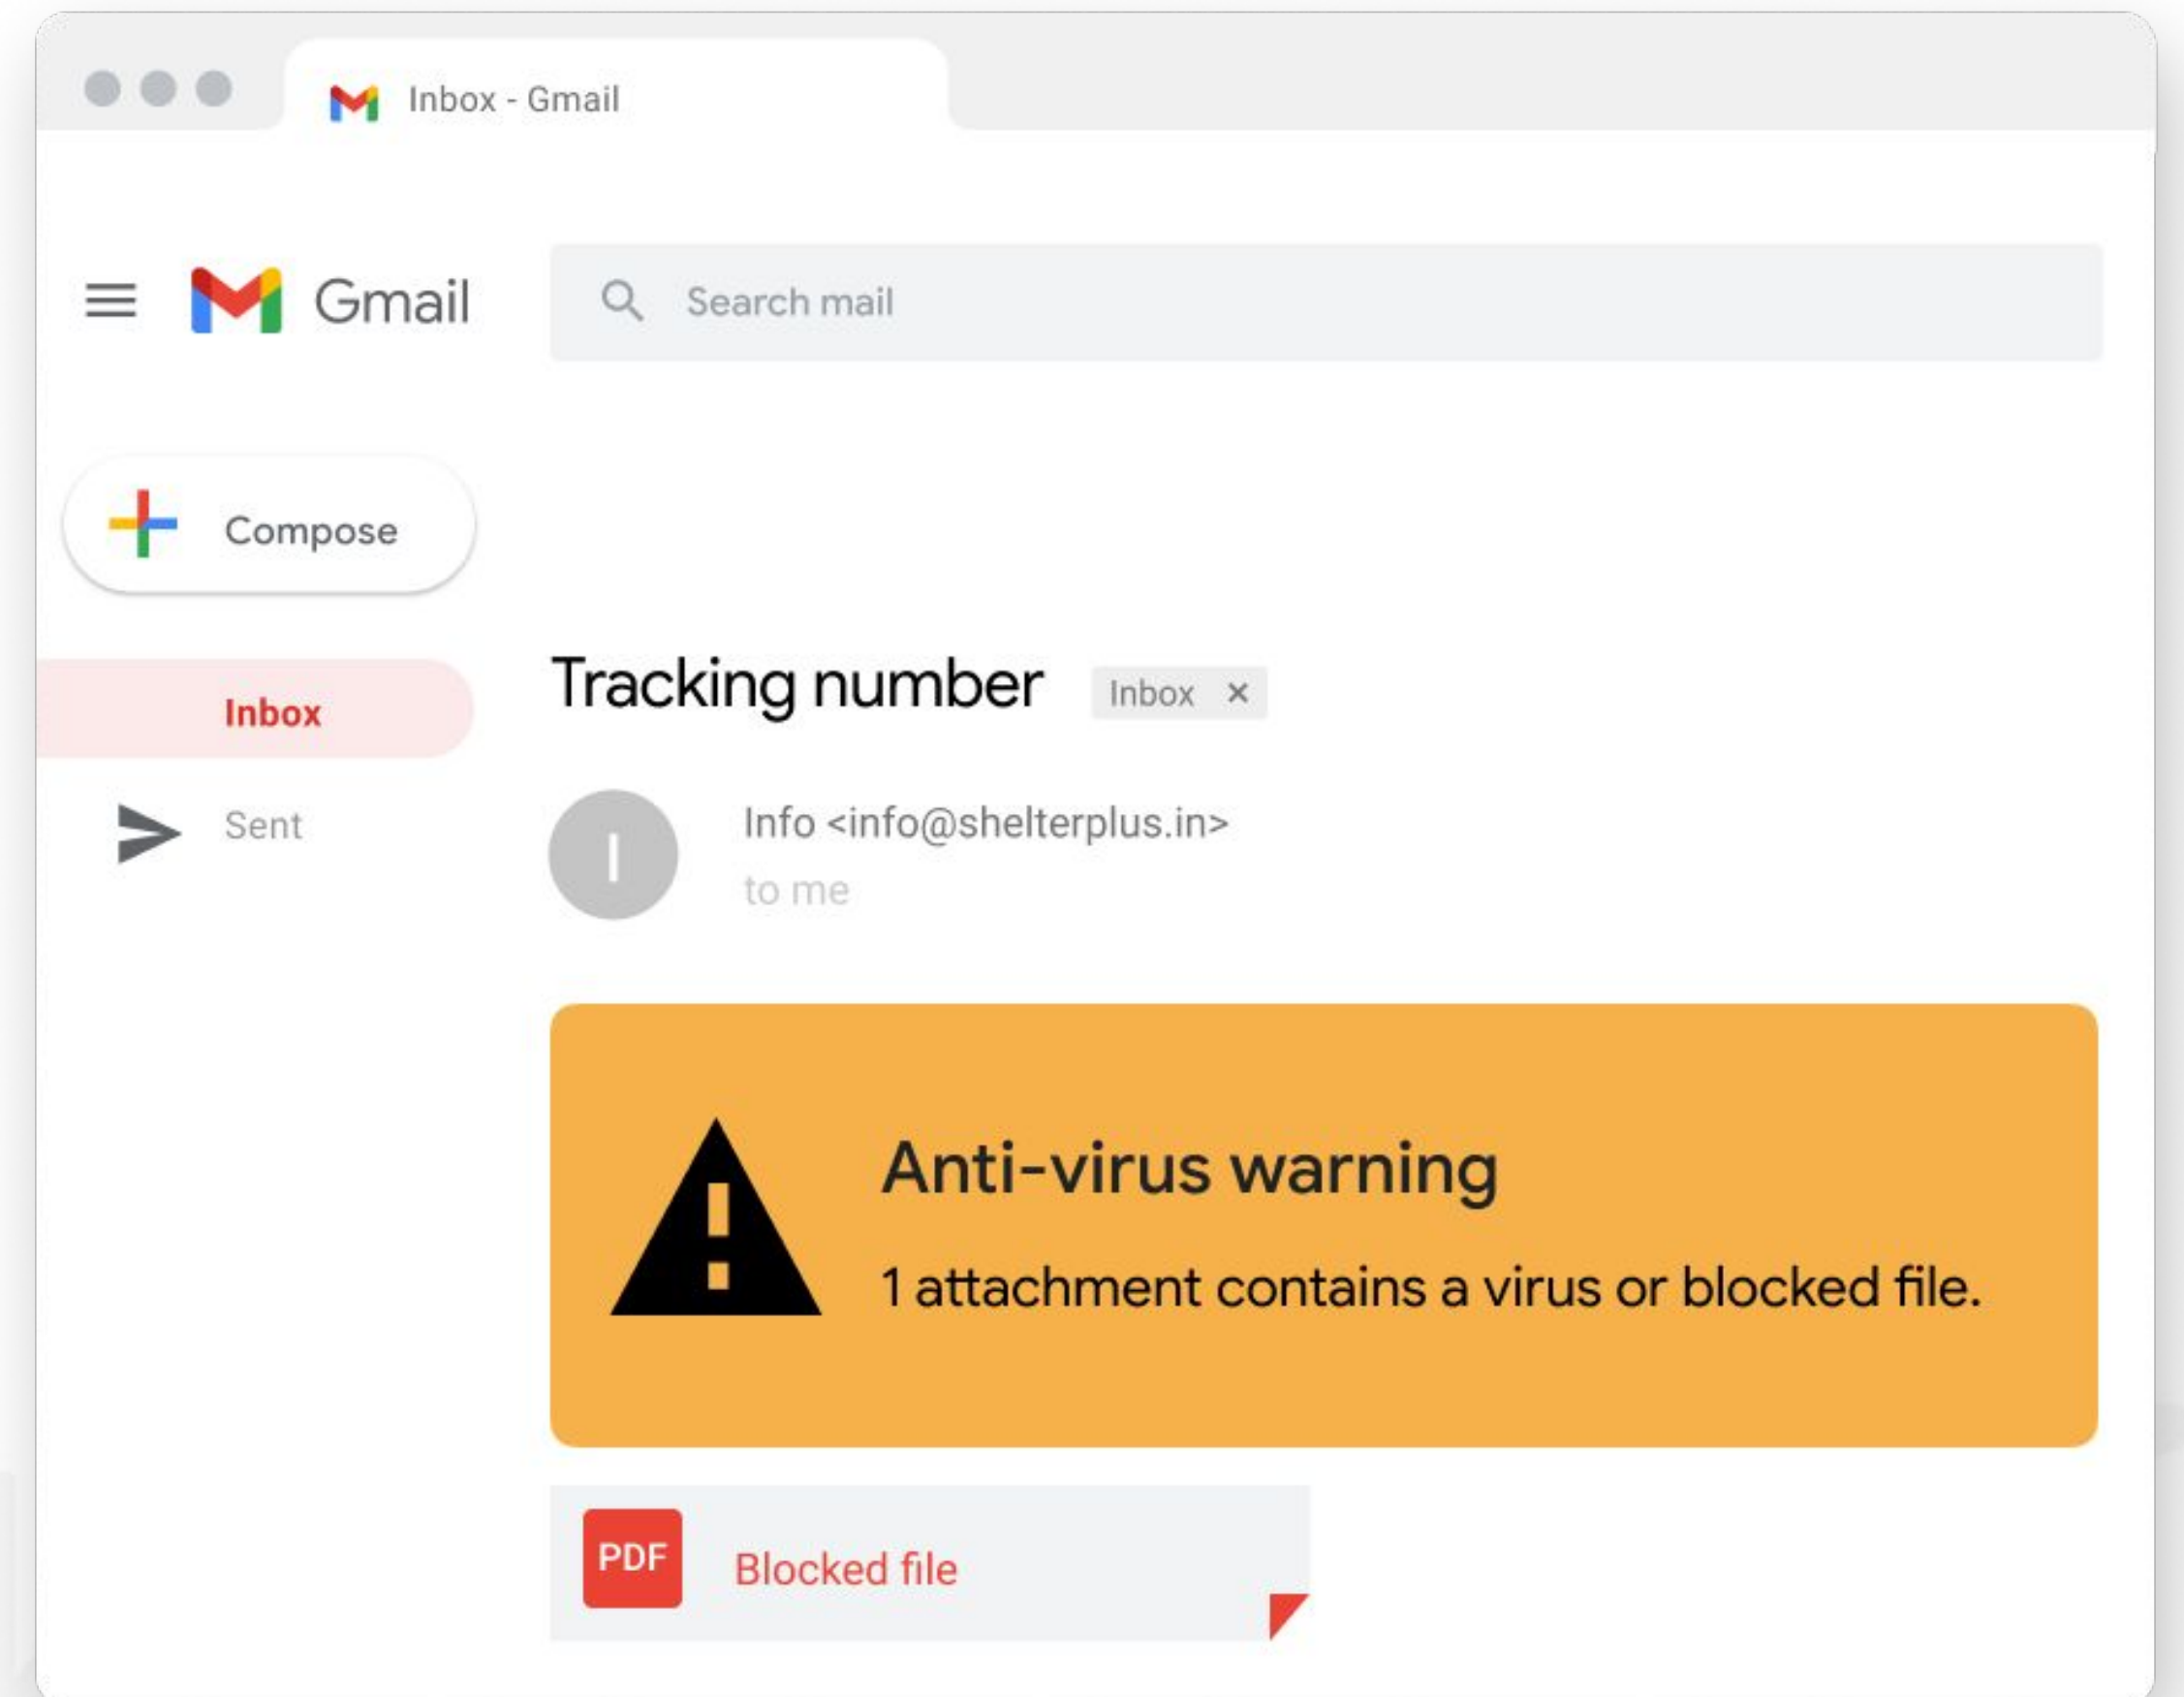 Inbox - Gmail
Gmail
Search mail
Compose
Inbox
Sent
Tracking number
Inbox ×
I
Info <info@shelterplus.in>
to me
Anti-virus warning
1 attachment contains a virus or blocked file.
PDF
Blocked file